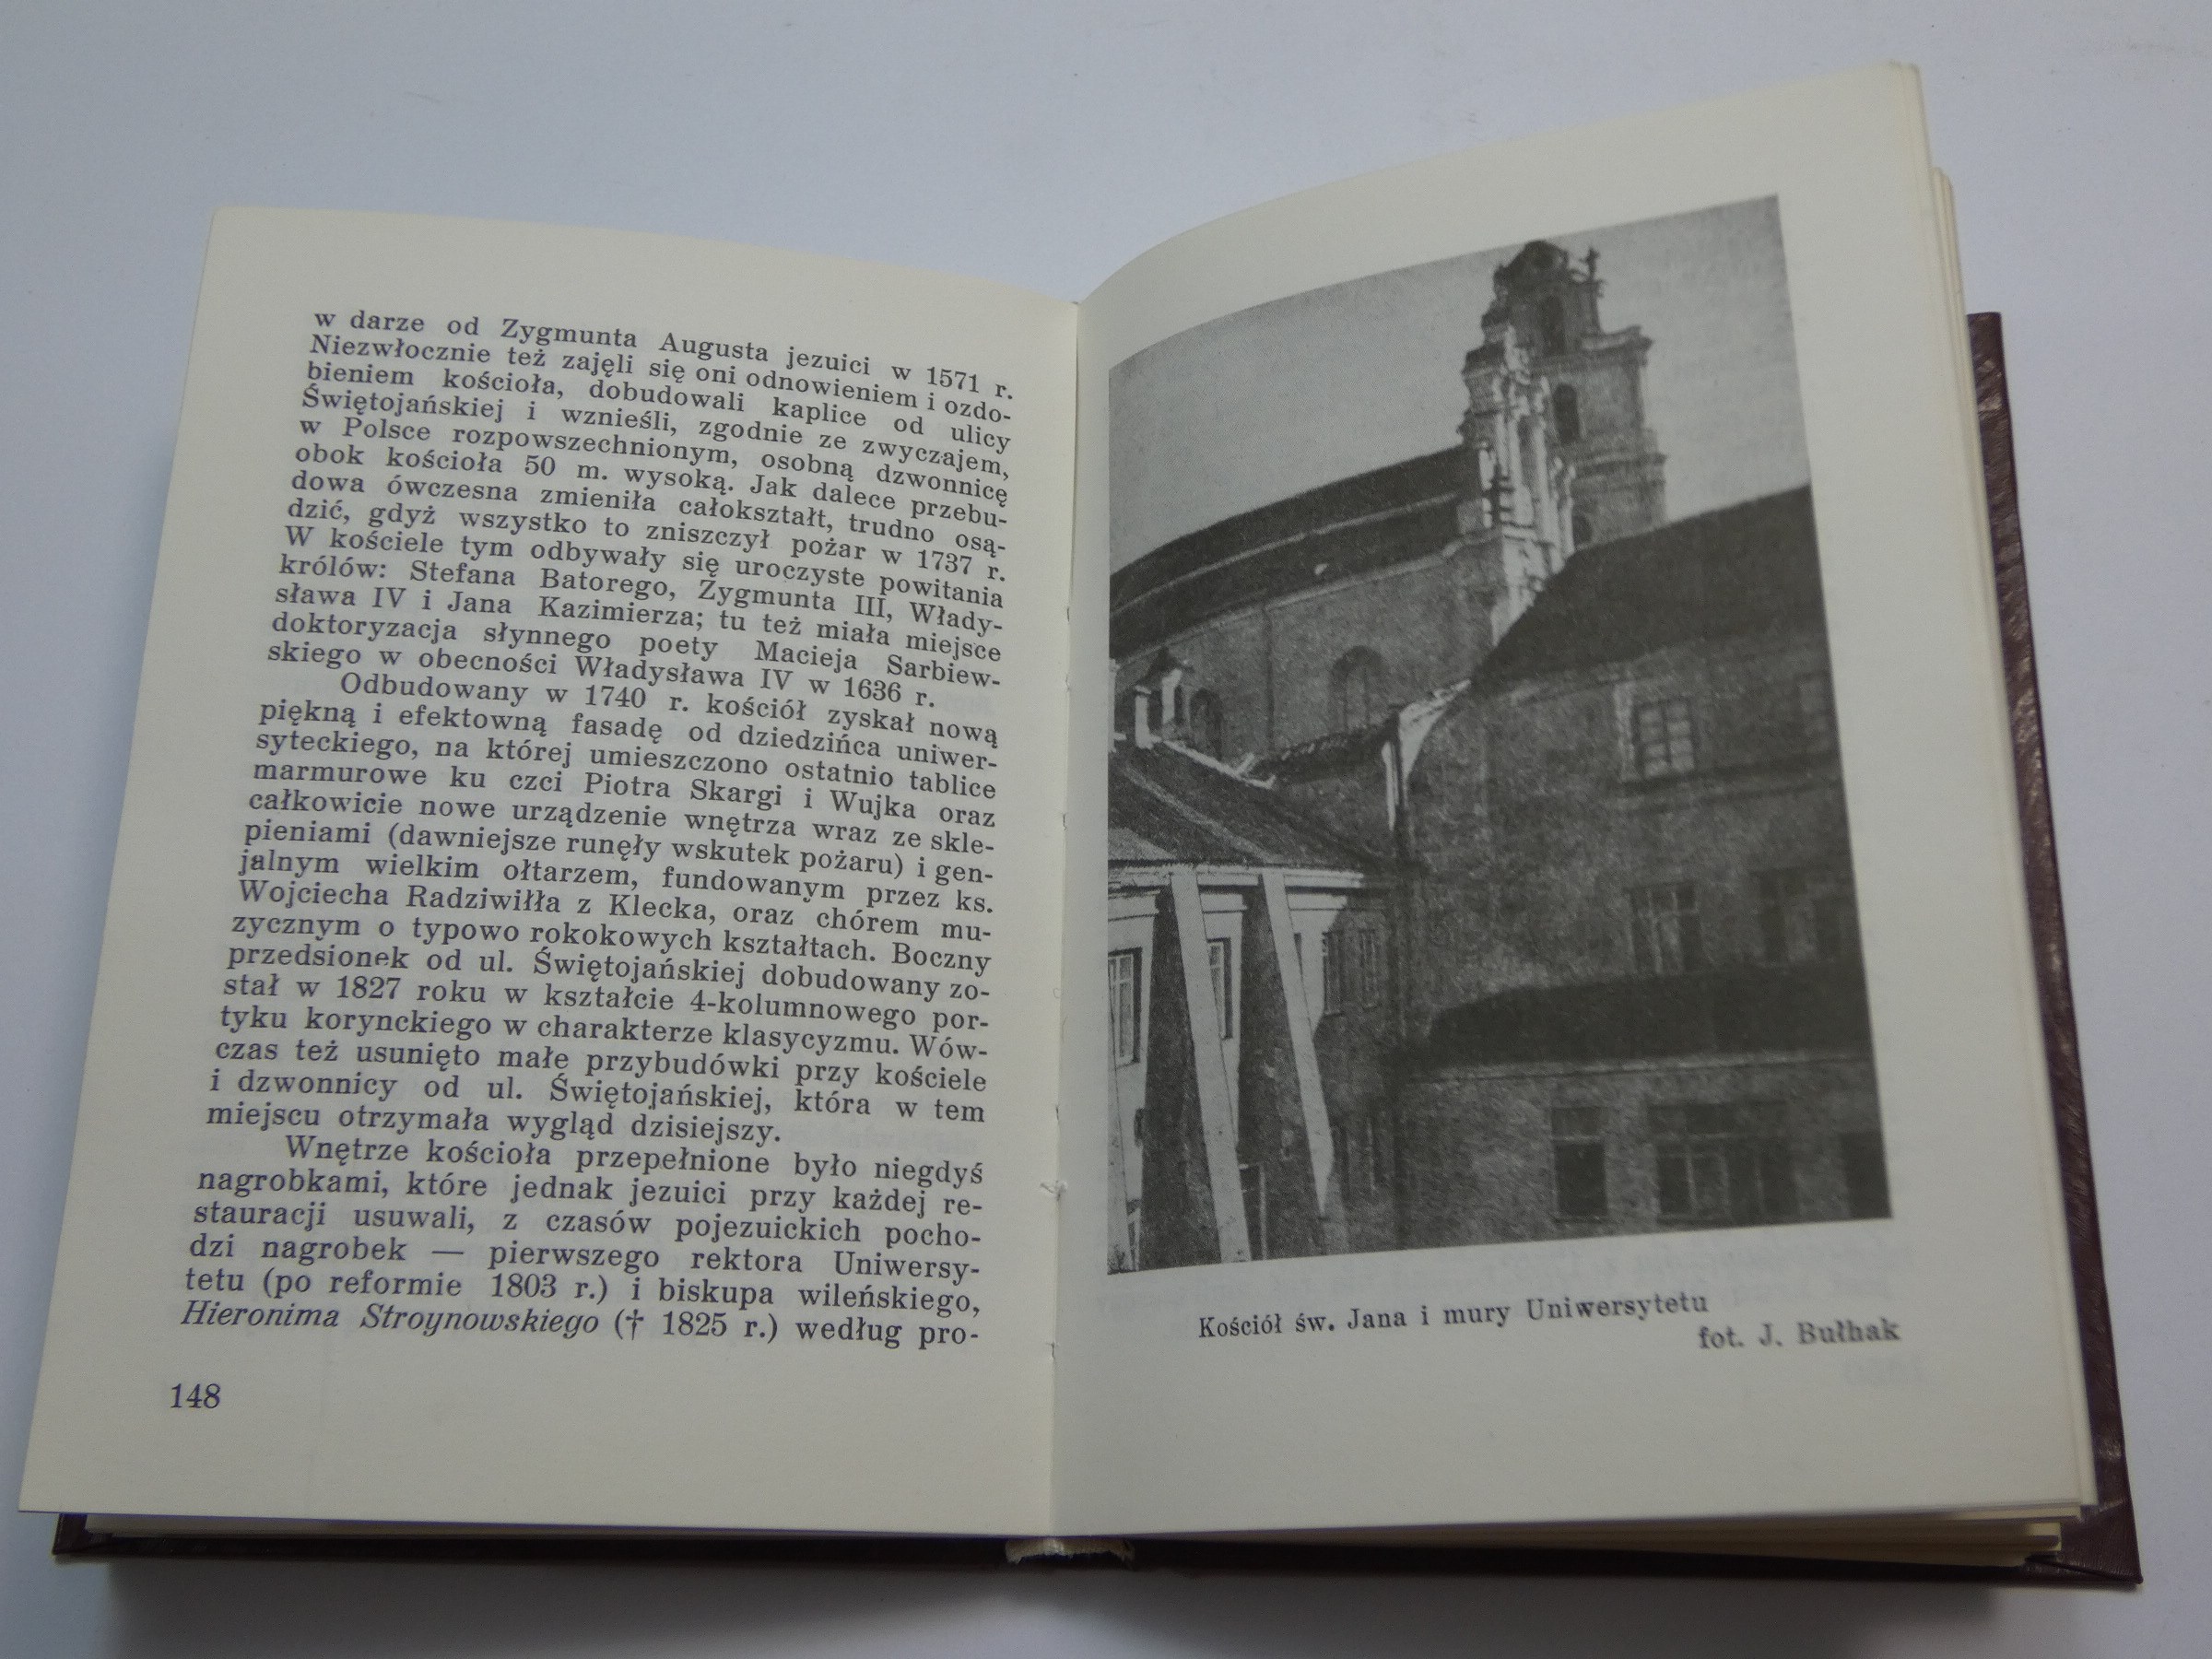 w darze od Zygmunta Augusta jezuici w 1571 r.
Niezwłocznie też zajęli się oni odnowieniem i ozdo-
bieniem kościoła, dobudowali kaplice od ulicy
Świętojańskiej i wznieśli, zgodnie ze zwyczajem,
w Polsce rozpowszechnionym, osobną dzwonnicę
obok kościoła 50 m. wysoką. Jak dalece przebu-
dowa ówczesna zmieniła całokształt, trudno osą-
dzić, gdyż wszystko to zniszczył pożar w 1737 r.
W kościele tym odbywały się uroczyste powitania
królów: Stefana Batorego, Zygmunta III, Włady-
sława IV i Jana Kazimierza; tu też miała miejsce
doktoryzacja słynnego poety Macieja Sarbiew-
skiego w obecności Władysława IV w 1636 r.
Odbudowany w 1740 r. kościół zyskał nową
piękną i efektowną fasadę od dziedzińca uniwer-
syteckiego, na której umieszczono ostatnio tablice
marmurowe ku czci Piotra Skargi i Wujka oraz
całkowicie nowe urządzenie wnętrza wraz ze skle-
pieniami (dawniejsze runęły wskutek pożaru) i gen-
jalnym wielkim ołtarzem, fundowanym przez ks.
Wojciecha Radziwiłła z Klecka, oraz chórem mu-
zycznym o typowo rokokowych kształtach. Boczny
przedsionek od ul. Świętojańskiej dobudowany zo-
stał w 1827 roku w kształcie 4-kolumnowego por-
tyku korynckiego w charakterze klasycyzmu. Wów-
czas też usunięto małe przybudówki przy kościele
i dzwonnicy od ul. Świętojańskiej, która w tem
miejscu otrzymała wygląd dzisiejszy.
Wnętrze kościoła przepełnione było niegdyś
nagrobkami, które jednak jezuici przy każdej re-
stauracji usuwali, z czasów pojezuickich pocho-
dzi nagrobek — pierwszego rektora Uniwersy-
tetu (po reformie 1803 r.) i biskupa wileńskiego,
Hieronima Stroynowskiego († 1825 r.) według pro-
148
Kościół św. Jana i mury Uniwersytetu
fot. J. Bułhak